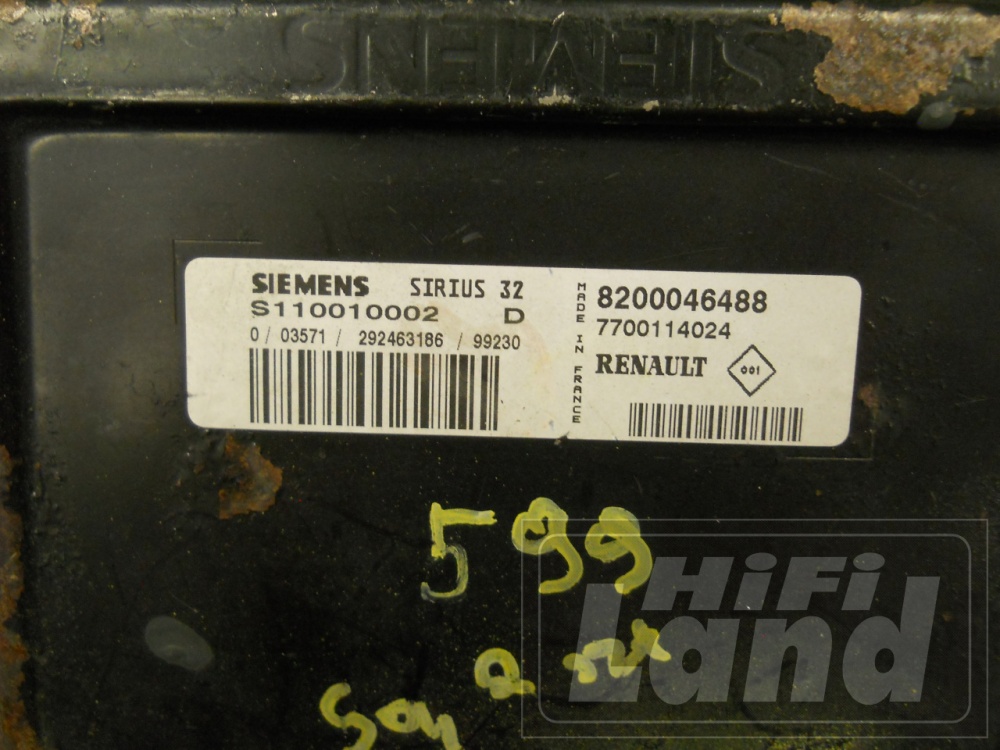 SIEMENS
SIEMENS SIRIUS 32
S110010002 D
0/ 03571/ 292463186/ 99230
MADE IN FRANCE
8200046488
7700114024
RENAULT 001
599
HiFi
Land